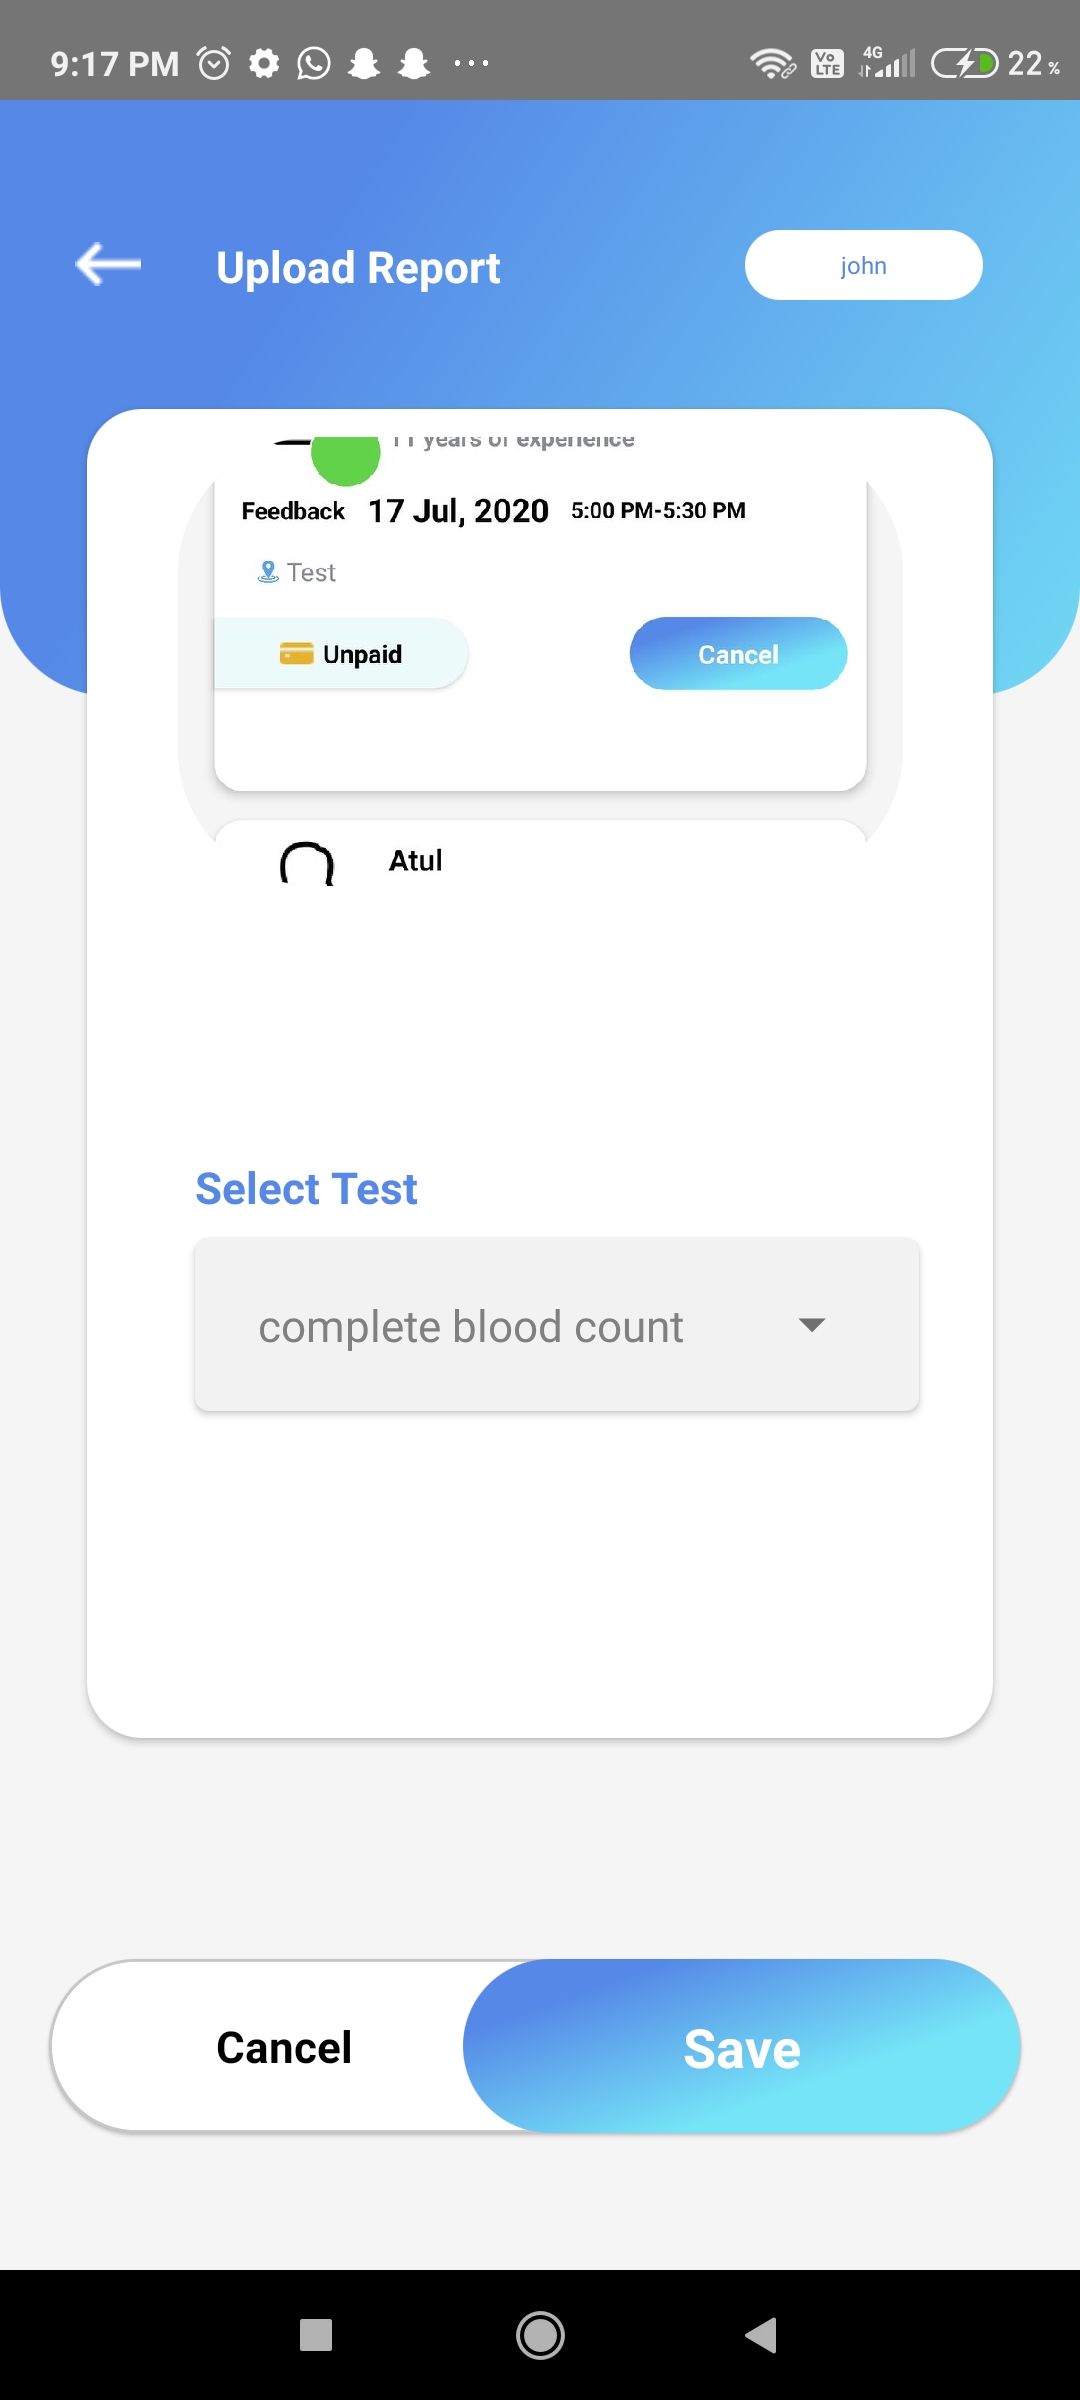 9:17 PM
Vo LTE 4G 22 %
Upload Report
john
11 years of experience
Feedback 17 Jul, 2020 5:00 PM-5:30 PM
Test
Unpaid Cancel
Atul
Select Test
complete blood count
Cancel Save